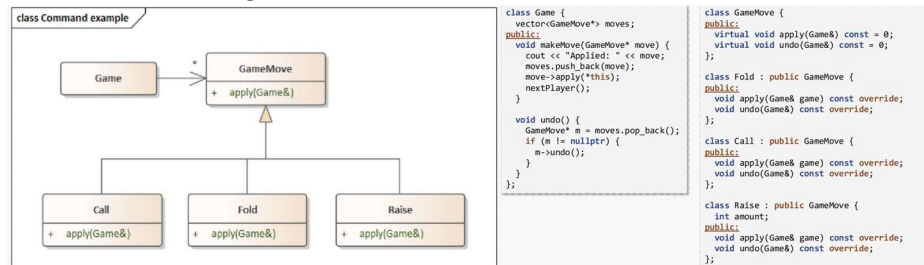 class Command example
Game
*
GameMove
+ apply(Game&)
Call
+ apply(Game&)
Fold
+ apply(Game&)
Raise
+ apply(Game&)
class Game {
vector<GameMove*> moves;
public:
void makeMove(GameMove* move) {
cout << "Applied: " << move;
moves.push_back(move);
move->apply(*this);
nextPlayer();
}
void undo() {
GameMove* m = moves.pop_back();
if (m != nullptr) {
m->undo();
}
}
};
class GameMove {
public:
virtual void apply(Game&) const = 0;
virtual void undo(Game&) const = 0;
};
class Fold : public GameMove {
public:
void apply(Game& game) const override;
void undo(Game&) const override;
};
class Call : public GameMove {
public:
void apply(Game& game) const override;
void undo(Game&) const override;
};
class Raise : public GameMove {
int amount;
public:
void apply(Game& game) const override;
void undo(Game&) const override;
};